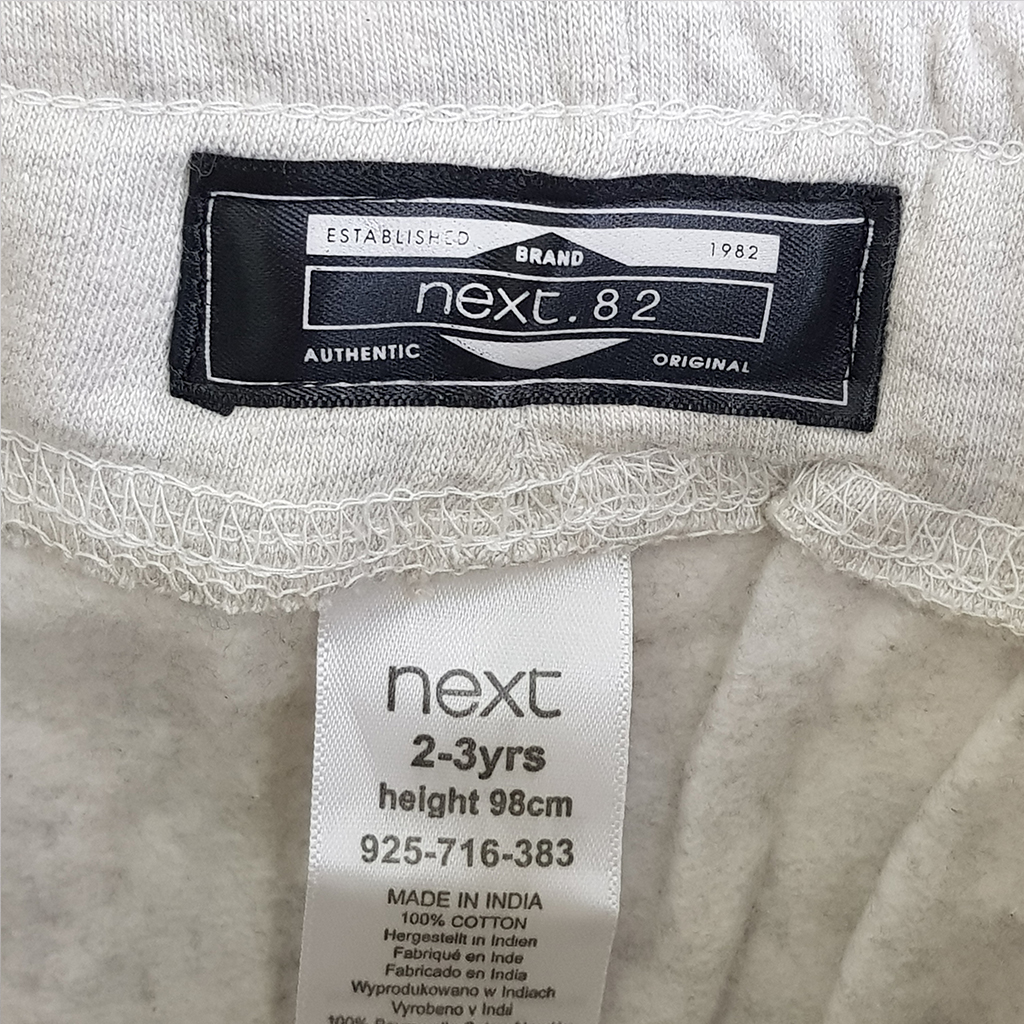 ESTABLISHED 1982
BRAND
next.82
AUTHENTIC ORIGINAL
next
2-3yrs
height 98cm
925-716-383
MADE IN INDIA
100% COTTON
Hergestellt in Indien
Fabriqué en Inde
Fabricado en India
Wyprodukowano w Indiach
Vyrobeno v Indii
100%